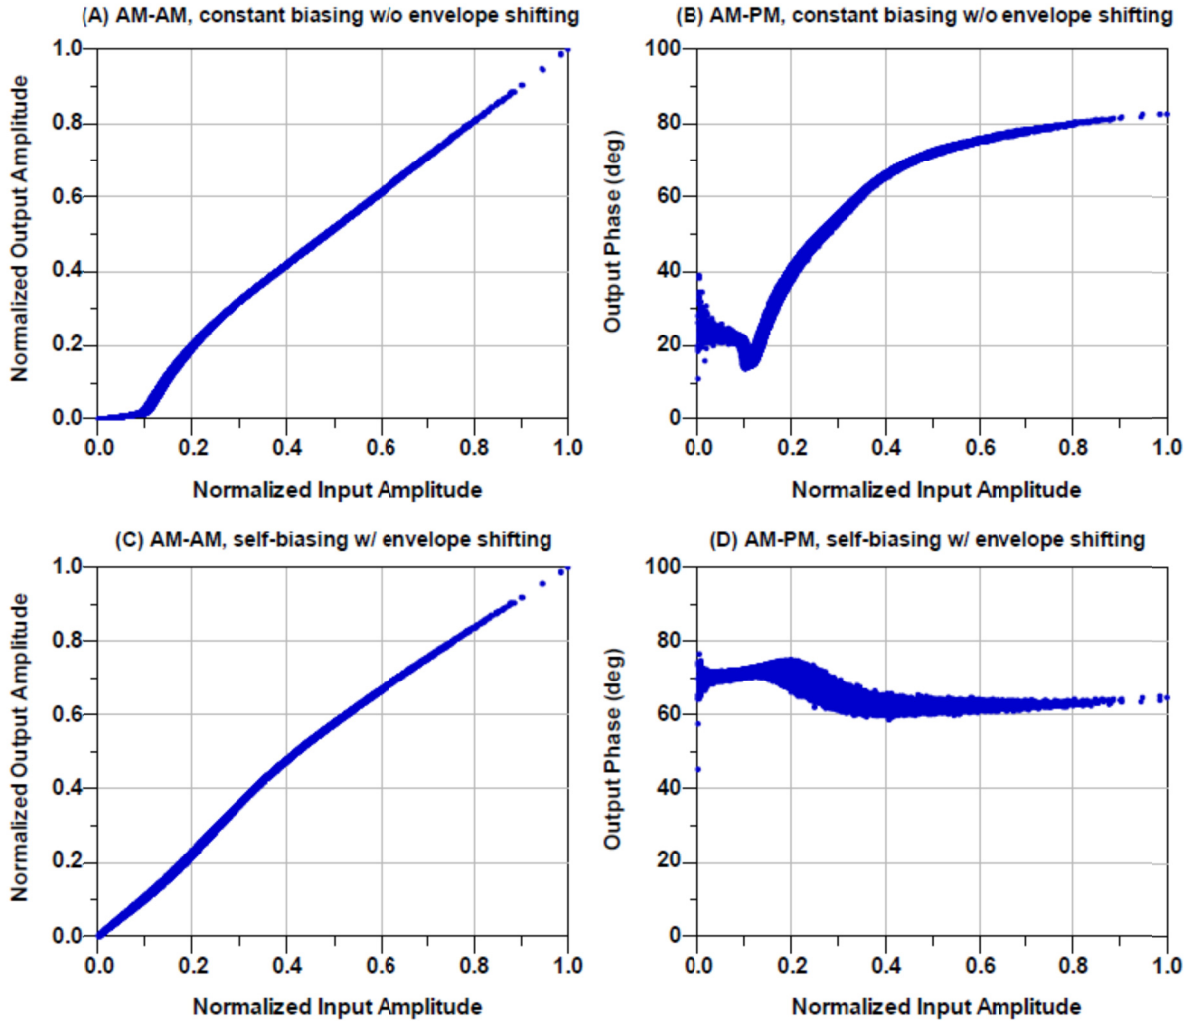 (A) AM-AM, constant biasing w/o envelope shifting
Normalized Output Amplitude
1.0
0.8
0.6
0.4
0.2
0.0
0.0 0.2 0.4 0.6 0.8 1.0
Normalized Input Amplitude
(B) AM-PM, constant biasing w/o envelope shifting
Output Phase (deg)
100
80
60
40
20
0
0.0 0.2 0.4 0.6 0.8 1.0
Normalized Input Amplitude
(C) AM-AM, self-biasing w/ envelope shifting
Normalized Output Amplitude
1.0
0.8
0.6
0.4
0.2
0.0
0.0 0.2 0.4 0.6 0.8 1.0
Normalized Input Amplitude
(D) AM-PM, self-biasing w/ envelope shifting
Output Phase (deg)
100
80
60
40
20
0
0.0 0.2 0.4 0.6 0.8 1.0
Normalized Input Amplitude